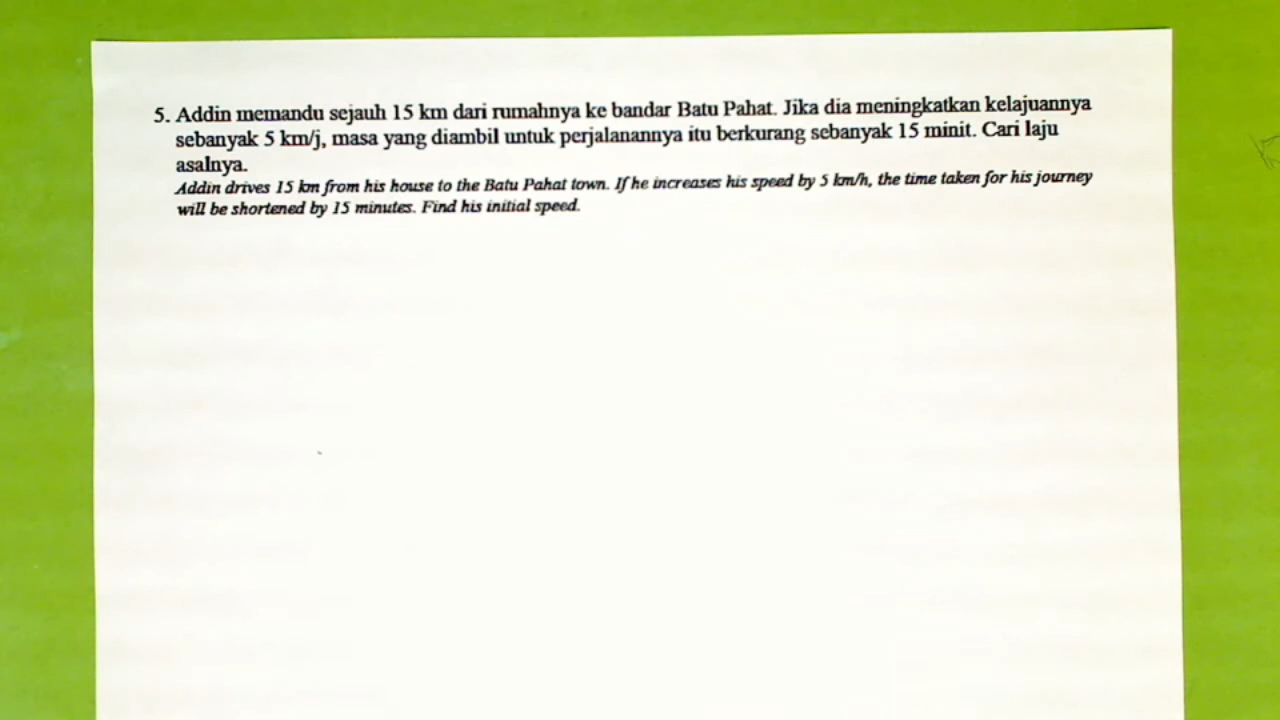 5. Addin memandu sejauh 15 km dari rumahnya ke bandar Batu Pahat. Jika dia meningkatkan kelajuannya
sebanyak 5 km/j, masa yang diambil untuk perjalanannya itu berkurang sebanyak 15 minit. Cari laju
asalnya.
Addin drives 15 km from his house to the Batu Pahat town. If he increases his speed by 5 km/h, the time taken for his journey
will be shortened by 15 minutes. Find his initial speed.